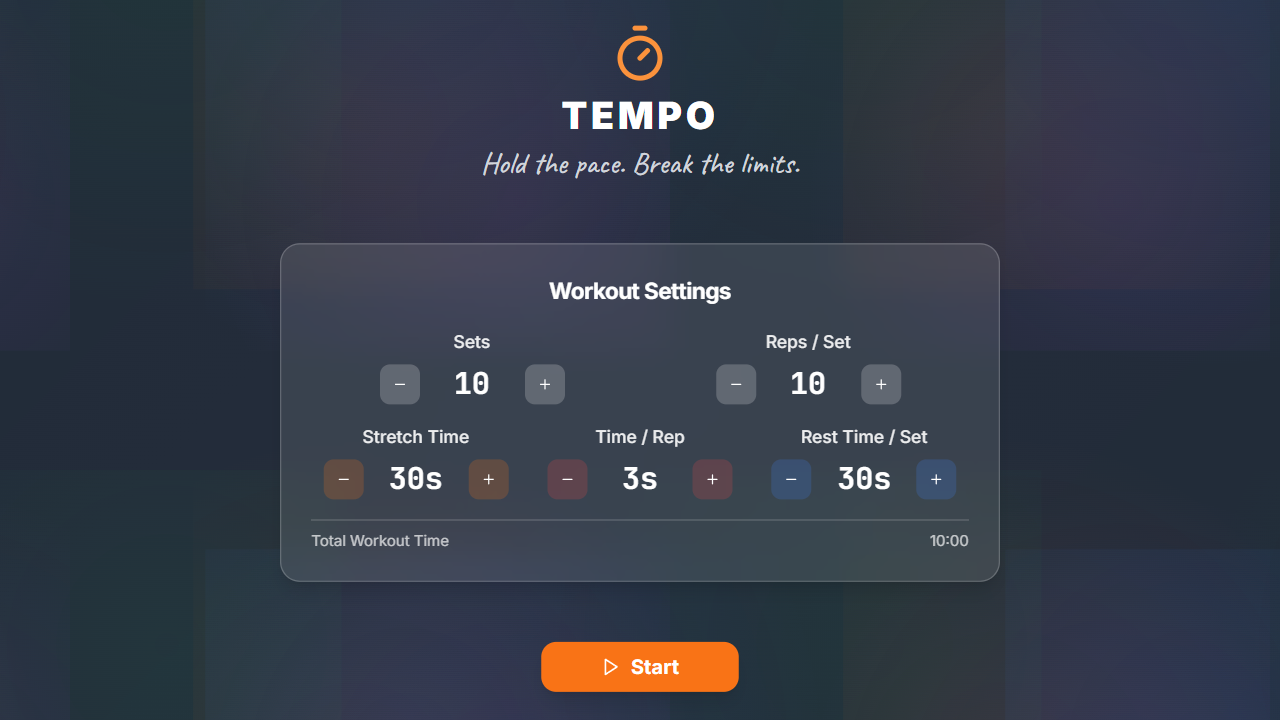 TEMPO
Hold the pace. Break the limits.
Workout Settings
Sets
Reps / Set
− 10 +
− 10 +
Stretch Time
Time / Rep
Rest Time / Set
− 30s +
− 3s +
− 30s +
Total Workout Time
10:00
Start